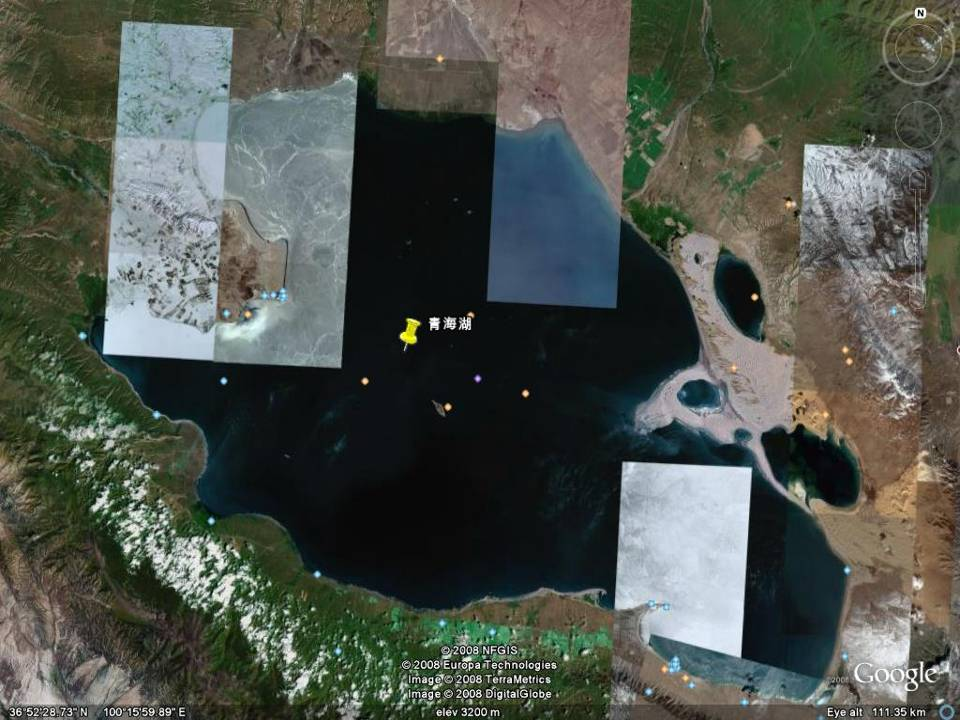 N
青海湖
© 2008 NFGIS
© 2008 Europa Technologies
Image © 2008 TerraMetrics
Image © 2008 DigitalGlobe
©2008 Google
36°52'28.73" N 100°15'59.89" E
elev 3200 m
Eye alt 111.35 km